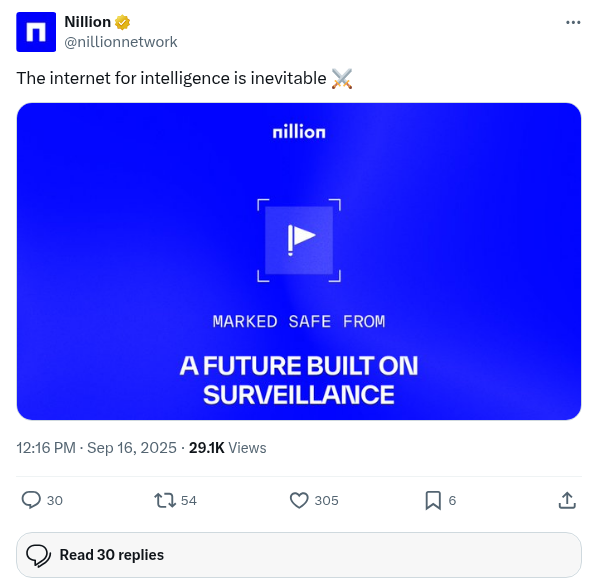 Nillion
@nillionnetwork
The internet for intelligence is inevitable ⚔️
nillion
MARKED SAFE FROM
A FUTURE BUILT ON
SURVEILLANCE
12:16 PM · Sep 16, 2025 · 29.1K Views
30 54 305 6
Read 30 replies